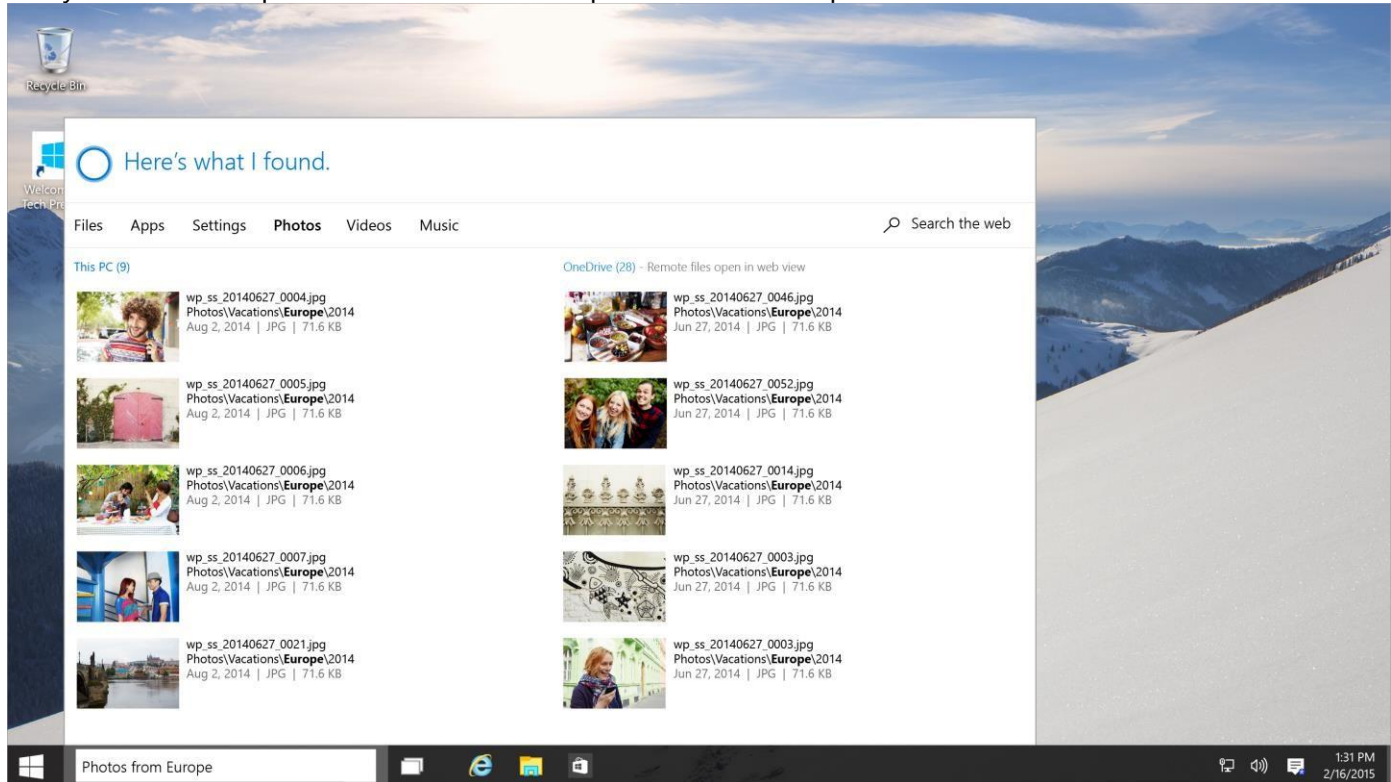 Recycle Bin
Welcom
Tech Pre
Here's what I found.
Files Apps Settings Photos Videos Music Search the web
This PC (9)
wp_ss_20140627_0004.jpg
Photos\Vacations\Europe\2014
Aug 2, 2014 | JPG | 71.6 KB
wp_ss_20140627_0005.jpg
Photos\Vacations\Europe\2014
Aug 2, 2014 | JPG | 71.6 KB
wp_ss_20140627_0006.jpg
Photos\Vacations\Europe\2014
Aug 2, 2014 | JPG | 71.6 KB
wp_ss_20140627_0007.jpg
Photos\Vacations\Europe\2014
Aug 2, 2014 | JPG | 71.6 KB
wp_ss_20140627_0021.jpg
Photos\Vacations\Europe\2014
Aug 2, 2014 | JPG | 71.6 KB
OneDrive (28) - Remote files open in web view
wp_ss_20140627_0046.jpg
Photos\Vacations\Europe\2014
Jun 27, 2014 | JPG | 71.6 KB
wp_ss_20140627_0052.jpg
Photos\Vacations\Europe\2014
Jun 27, 2014 | JPG | 71.6 KB
wp_ss_20140627_0014.jpg
Photos\Vacations\Europe\2014
Jun 27, 2014 | JPG | 71.6 KB
wp_ss_20140627_0003.jpg
Photos\Vacations\Europe\2014
Jun 27, 2014 | JPG | 71.6 KB
wp_ss_20140627_0003.jpg
Photos\Vacations\Europe\2014
Jun 27, 2014 | JPG | 71.6 KB
Photos from Europe
1:31 PM
2/16/2015